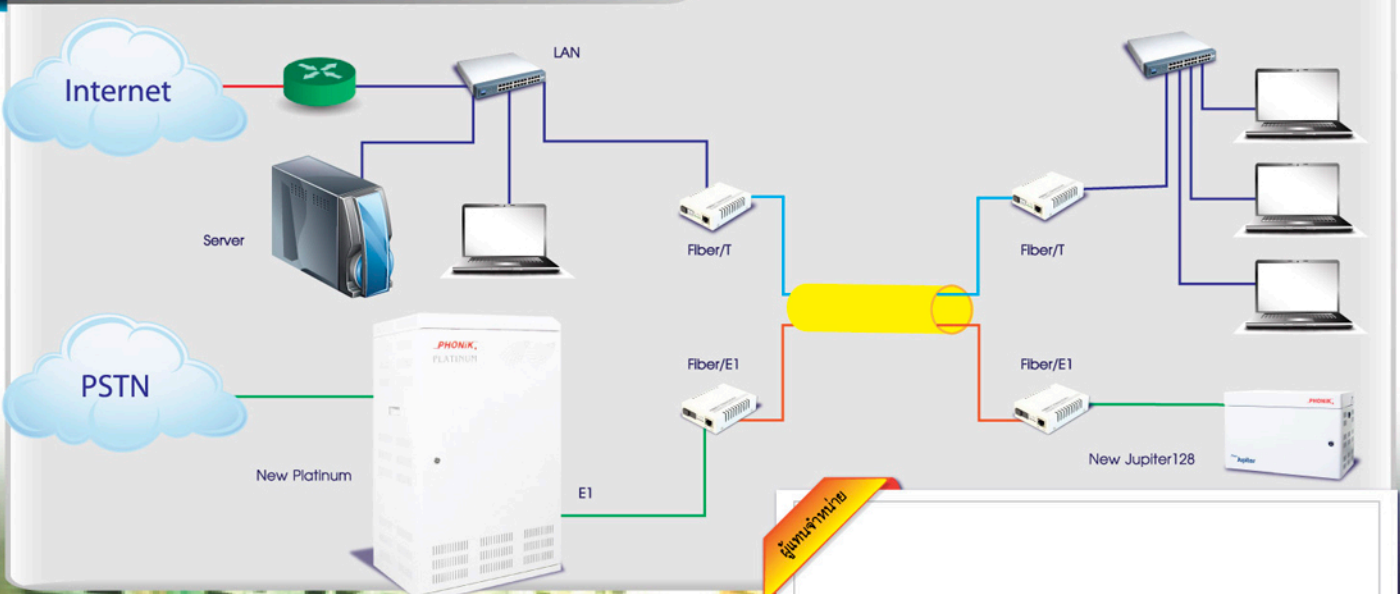 LAN
Internet
Server
Fiber/T
Fiber/T
PHONIK
PLATINUM
Fiber/E1
Fiber/E1
PSTN
PHONIK
New Platinum
E1
New Jupiter128
Jupiter
ผู้แทนจำหน่าย